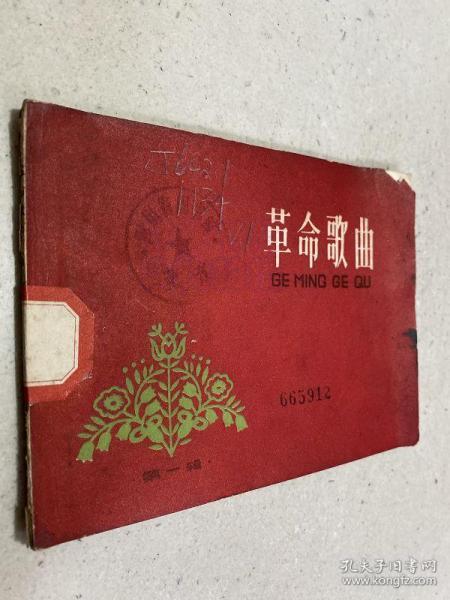 革命歌曲
GE MING GE QU
665912
第一辑
孔夫子旧书网
www.kongfz.com